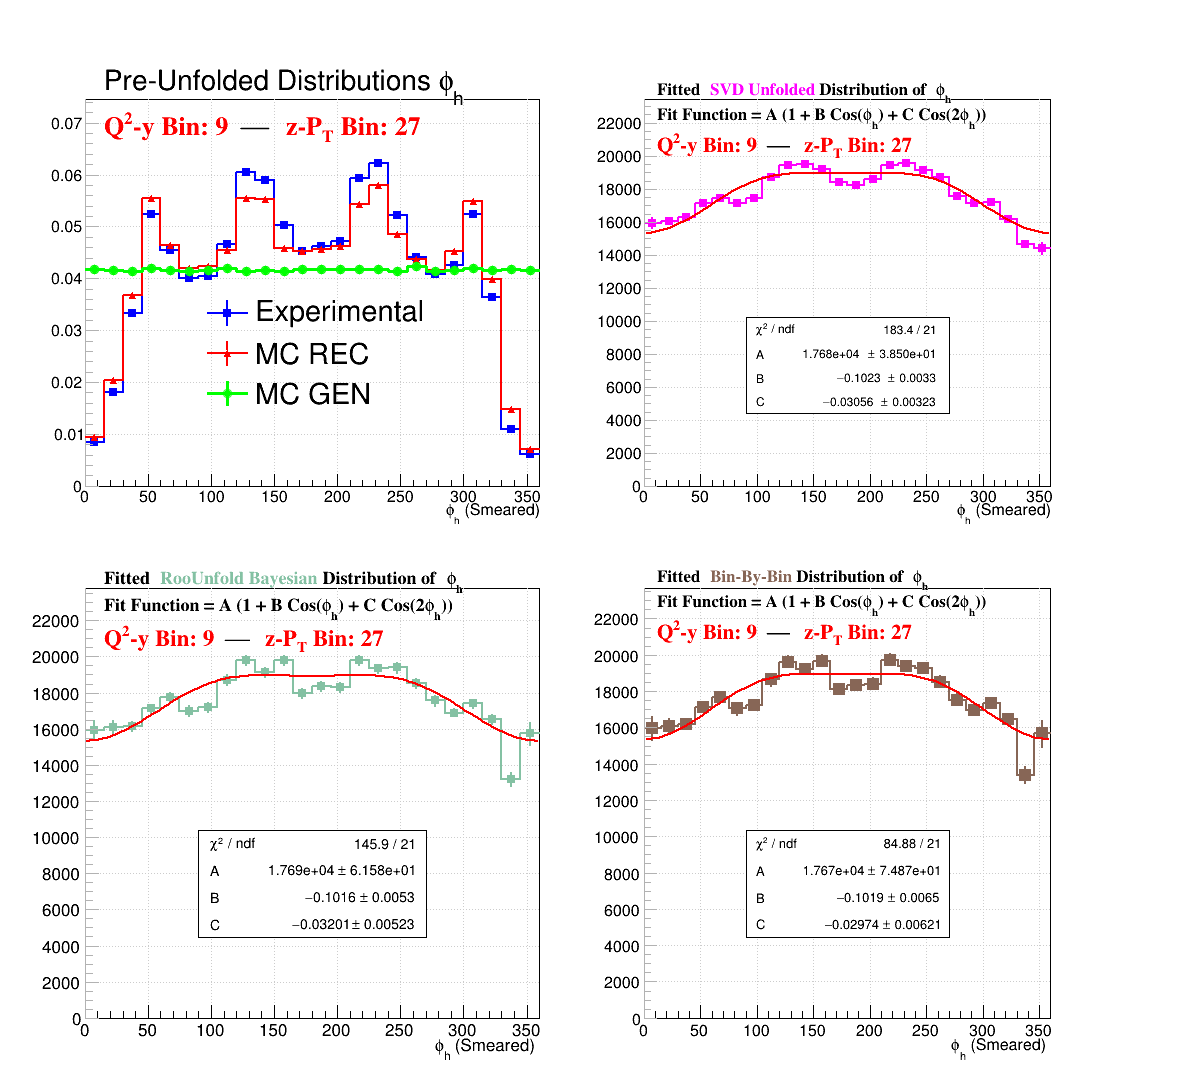 Pre-Unfolded Distributions ϕh
Q²-y Bin: 9 — z-PT Bin: 27
0.07
0.06
0.05
0.04
0.03
0.02
0.01
0
Experimental
MC REC
MC GEN
0 50 100 150 200 250 300 350
ϕh (Smeared)
Fitted SVD Unfolded Distribution of ϕh
Fit Function = A (1 + B Cos(ϕh) + C Cos(2ϕh))
Q²-y Bin: 9 — z-PT Bin: 27
22000
20000
18000
16000
14000
12000
10000
8000
6000
4000
2000
0
χ² / ndf 183.4 / 21
A 1.768e+04 ± 3.850e+01
B −0.1023 ± 0.0033
C −0.03056 ± 0.00323
0 50 100 150 200 250 300 350
ϕh (Smeared)
Fitted RooUnfold Bayesian Distribution of ϕh
Fit Function = A (1 + B Cos(ϕh) + C Cos(2ϕh))
Q²-y Bin: 9 — z-PT Bin: 27
22000
20000
18000
16000
14000
12000
10000
8000
6000
4000
2000
0
χ² / ndf 145.9 / 21
A 1.769e+04 ± 6.158e+01
B −0.1016 ± 0.0053
C −0.03201 ± 0.00523
0 50 100 150 200 250 300 350
ϕh (Smeared)
Fitted Bin-By-Bin Distribution of ϕh
Fit Function = A (1 + B Cos(ϕh) + C Cos(2ϕh))
Q²-y Bin: 9 — z-PT Bin: 27
22000
20000
18000
16000
14000
12000
10000
8000
6000
4000
2000
0
χ² / ndf 84.88 / 21
A 1.767e+04 ± 7.487e+01
B −0.1019 ± 0.0065
C −0.02974 ± 0.00621
0 50 100 150 200 250 300 350
ϕh (Smeared)